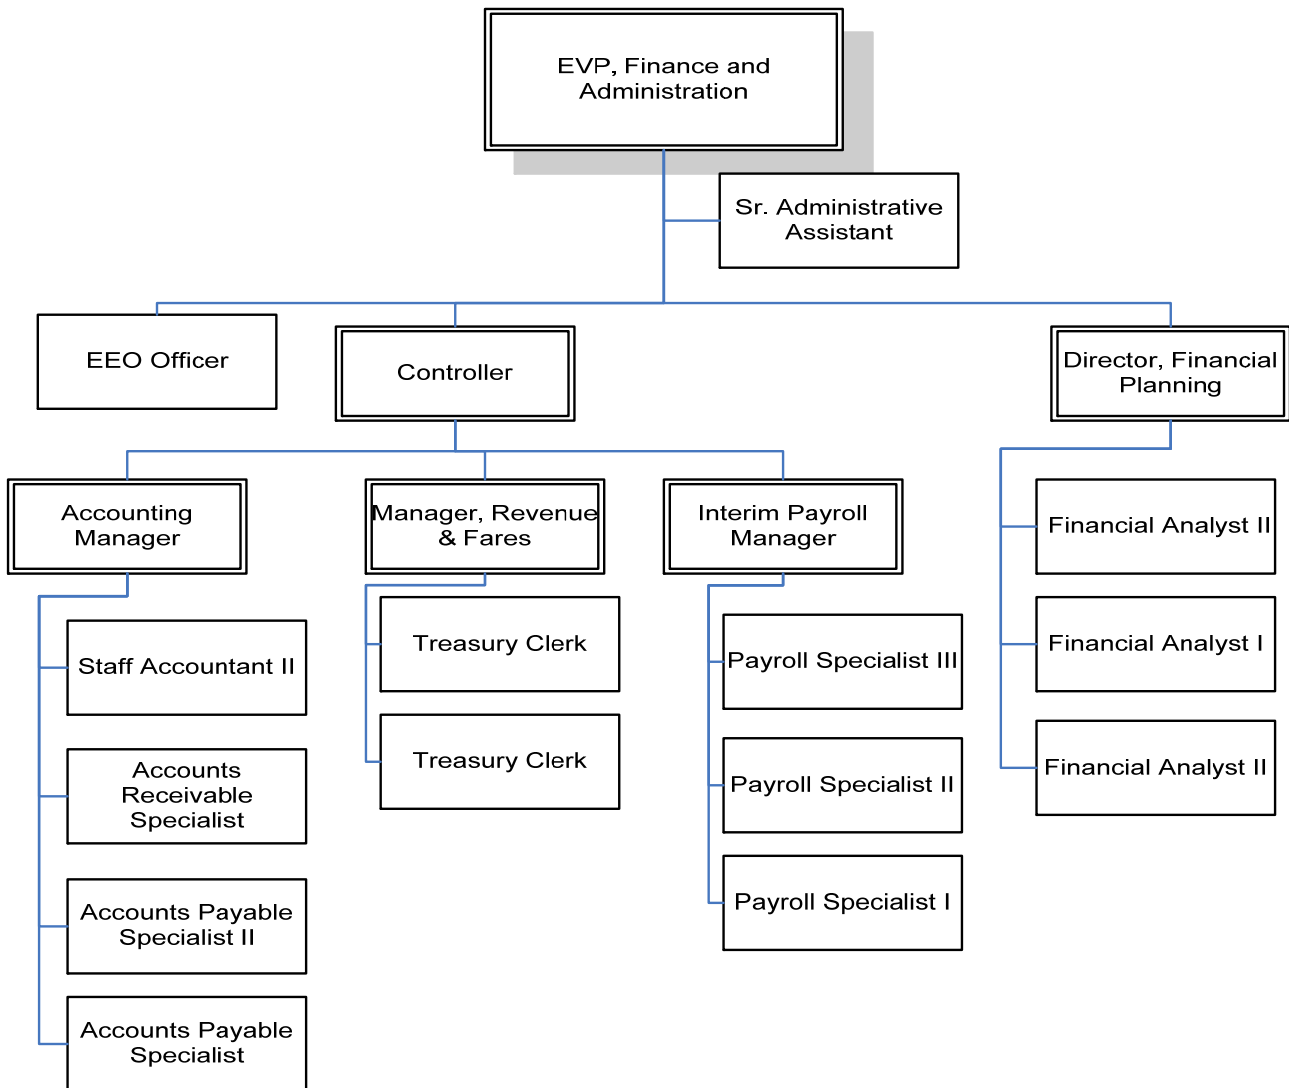 EVP, Finance and
Administration
Sr. Administrative
Assistant
EEO Officer
Controller
Director, Financial
Planning
Accounting
Manager
Manager, Revenue
& Fares
Interim Payroll
Manager
Staff Accountant II
Accounts
Receivable
Specialist
Accounts Payable
Specialist II
Accounts Payable
Specialist
Treasury Clerk
Treasury Clerk
Payroll Specialist III
Payroll Specialist II
Payroll Specialist I
Financial Analyst II
Financial Analyst I
Financial Analyst II